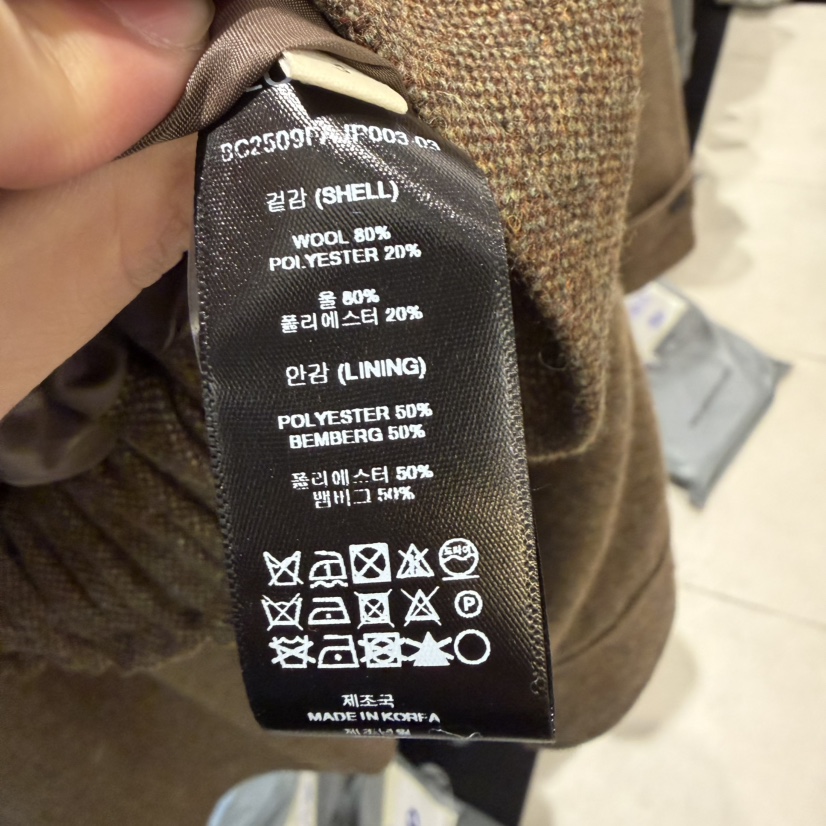 겉감 (SHELL)
WOOL 80%
POLYESTER 20%
울 80%
폴리에스터 20%
안감 (LINING)
POLYESTER 50%
BEMBERG 50%
폴리에스터 50%
뱀버그 50%
드라이
P
제조국
MADE IN KOREA